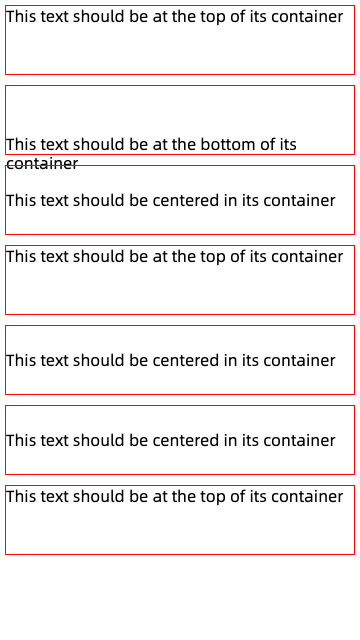 This text should be at the top of its container
This text should be at the bottom of its
container
This text should be centered in its container
This text should be at the top of its container
This text should be centered in its container
This text should be centered in its container
This text should be at the top of its container